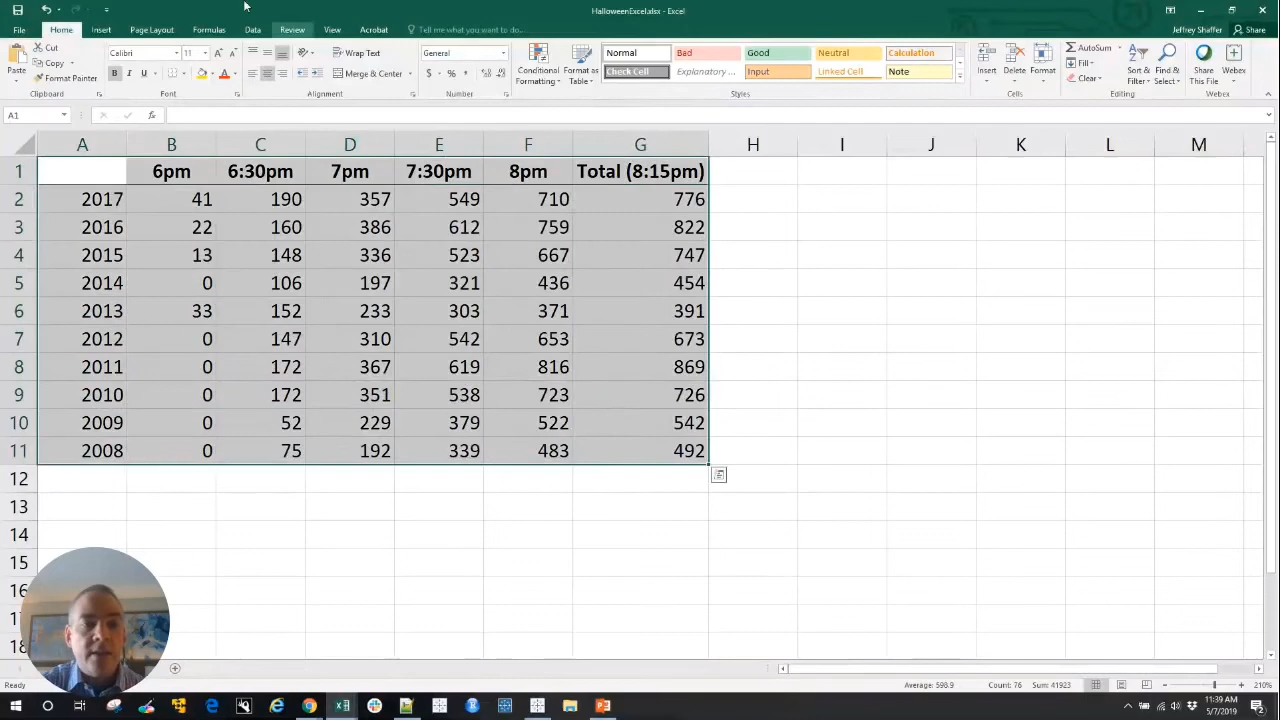 HalloweenExcel.xlsx - Excel
File Home Insert Page Layout Formulas Data Review View Acrobat Tell me what you want to do... Jeffrey Shaffer Share
Paste Cut Copy Format Painter Clipboard
Calibri 11 B I U A Font
Wrap Text Merge & Center Alignment
General $ % , Number
Conditional Formatting Format as Table
Normal Bad Good Neutral Calculation
Check Cell Explanatory ... Input Linked Cell Note
Styles
Insert Delete Format Cells
AutoSum Fill Clear Sort & Filter Find & Select Editing
Share This File Webex Webex
A1 fx
A B C D E F G H I J K L M
1 6pm 6:30pm 7pm 7:30pm 8pm Total (8:15pm)
2 2017 41 190 357 549 710 776
3 2016 22 160 386 612 759 822
4 2015 13 148 336 523 667 747
5 2014 0 106 197 321 436 454
6 2013 33 152 233 303 371 391
7 2012 0 147 310 542 653 673
8 2011 0 172 367 619 816 869
9 2010 0 172 351 538 723 726
10 2009 0 52 229 379 522 542
11 2008 0 75 192 339 483 492
12
13
14
15
16
18
Ready Average: 598.9 Count: 76 Sum: 41923 210%
11:39 AM
5/7/2019